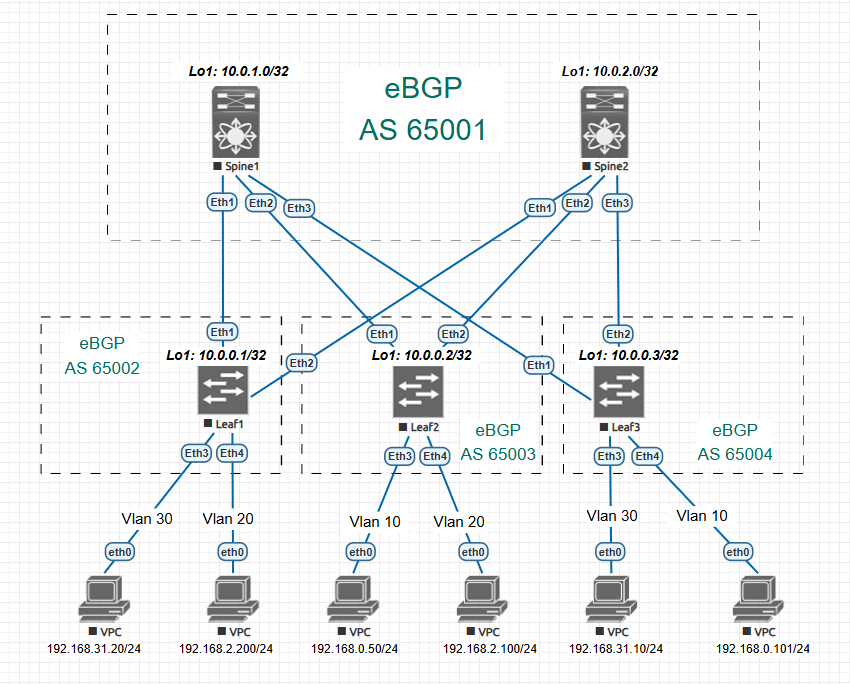 Lo1: 10.0.1.0/32
Lo1: 10.0.2.0/32
eBGP
AS 65001
Spine1
Spine2
Eth1
Eth2
Eth3
Eth1
Eth2
Eth3
eBGP
AS 65002
Eth1
Lo1: 10.0.0.1/32
Eth2
Leaf1
Eth3
Eth4
Eth1
Eth2
Lo1: 10.0.0.2/32
Leaf2
eBGP
AS 65003
Eth3
Eth4
Eth2
Lo1: 10.0.0.3/32
Eth1
Leaf3
eBGP
AS 65004
Eth3
Eth4
Vlan 30
Vlan 20
Vlan 10
Vlan 20
Vlan 30
Vlan 10
eth0
eth0
eth0
eth0
eth0
eth0
VPC
VPC
VPC
VPC
VPC
VPC
192.168.31.20/24
192.168.2.200/24
192.168.0.50/24
192.168.2.100/24
192.168.31.10/24
192.168.0.101/24